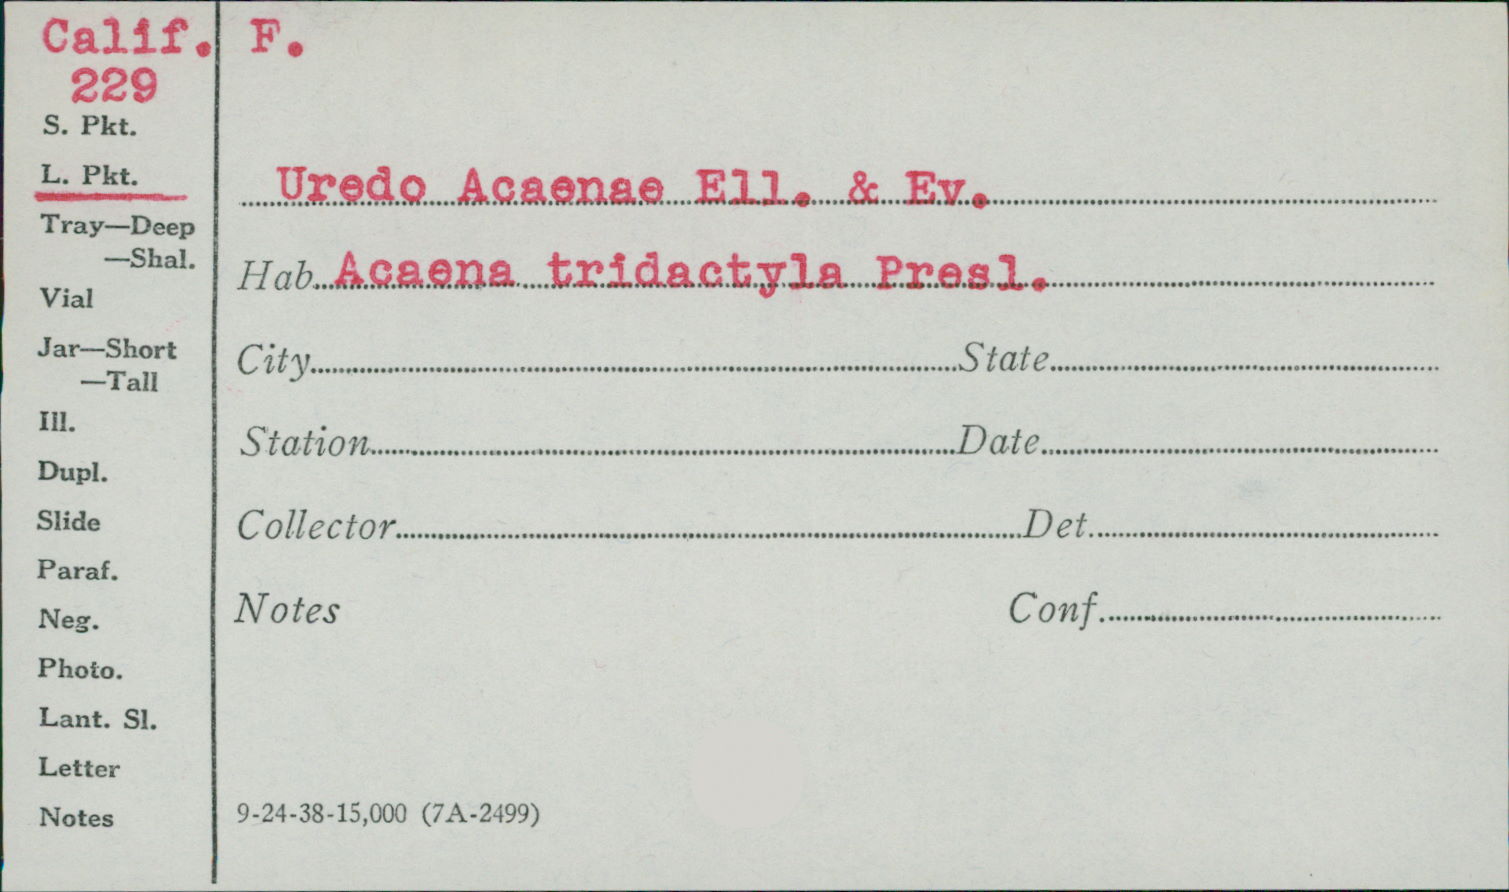 Calif. F.
229
S. Pkt.
L. Pkt.
Tray—Deep
—Shal.
Vial
Jar—Short
—Tall
Ill.
Dupl.
Slide
Paraf.
Neg.
Photo.
Lant. Sl.
Letter
Notes
Uredo Acaenae Ell. & Ev.
Hab. Acaena tridactyla Presl.
City State
Station Date
Collector Det.
Notes Conf.
9-24-38-15,000 (7A-2499)